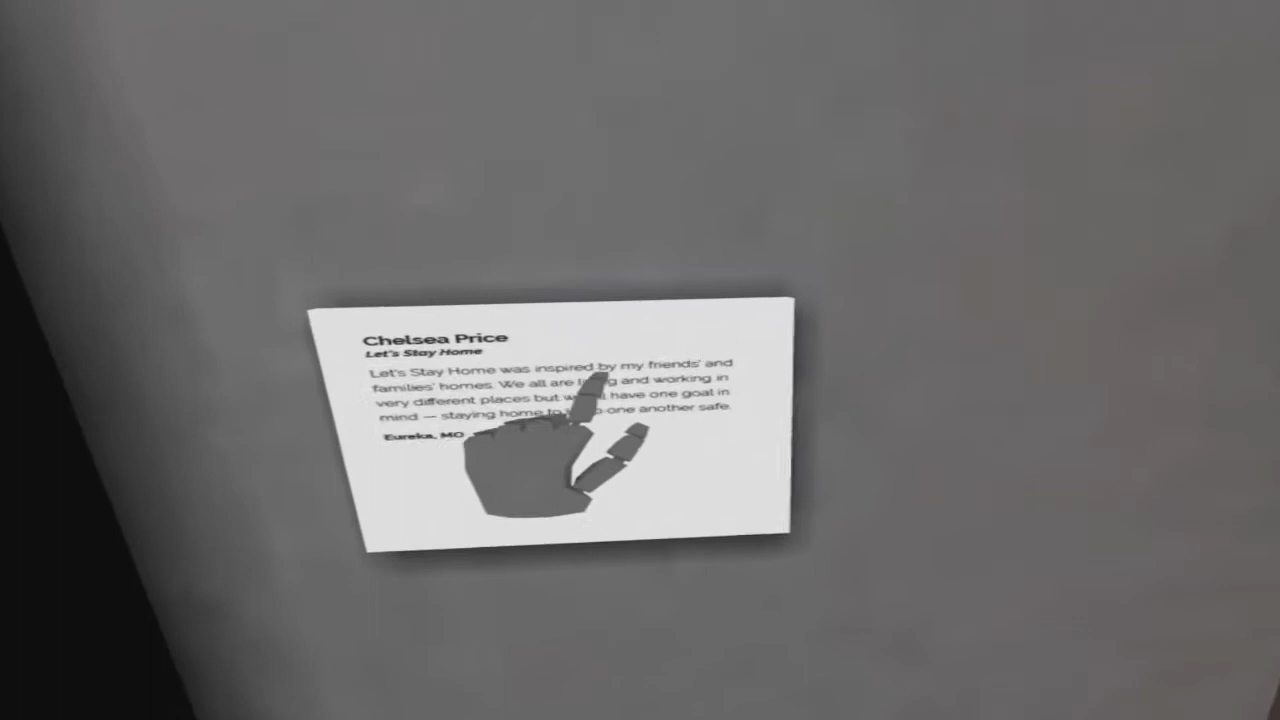 Chelsea Price
Let's Stay Home
Let's Stay Home was inspired by my friends' and
families' homes. We all are and working in
very different places but have one goal in
mind — staying home to one another safe.
Eureka, MO